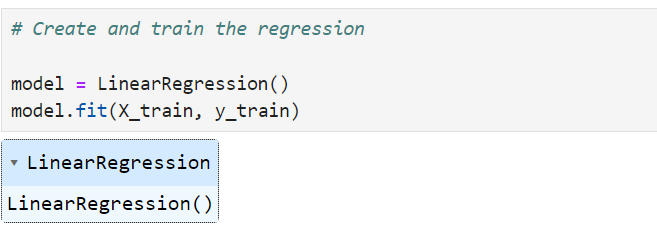 # Create and train the regression
model = LinearRegression()
model.fit(X_train, y_train)
LinearRegression
LinearRegression()